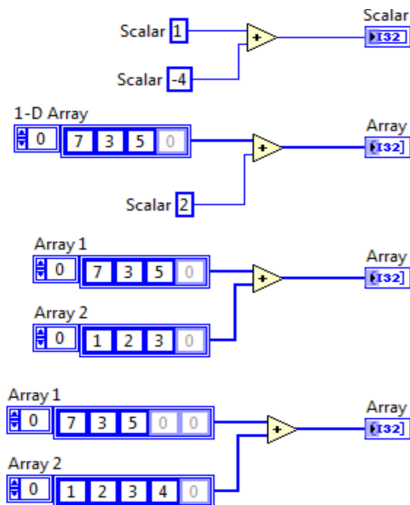 Scalar
Scalar 1 + I32
Scalar -4
1-D Array
0 7 3 5 0 + Array
[I32]
Scalar 2
Array 1
0 7 3 5 0 + Array
[I32]
Array 2
0 1 2 3 0
Array 1
0 7 3 5 0 0 + Array
[I32]
Array 2
0 1 2 3 4 0